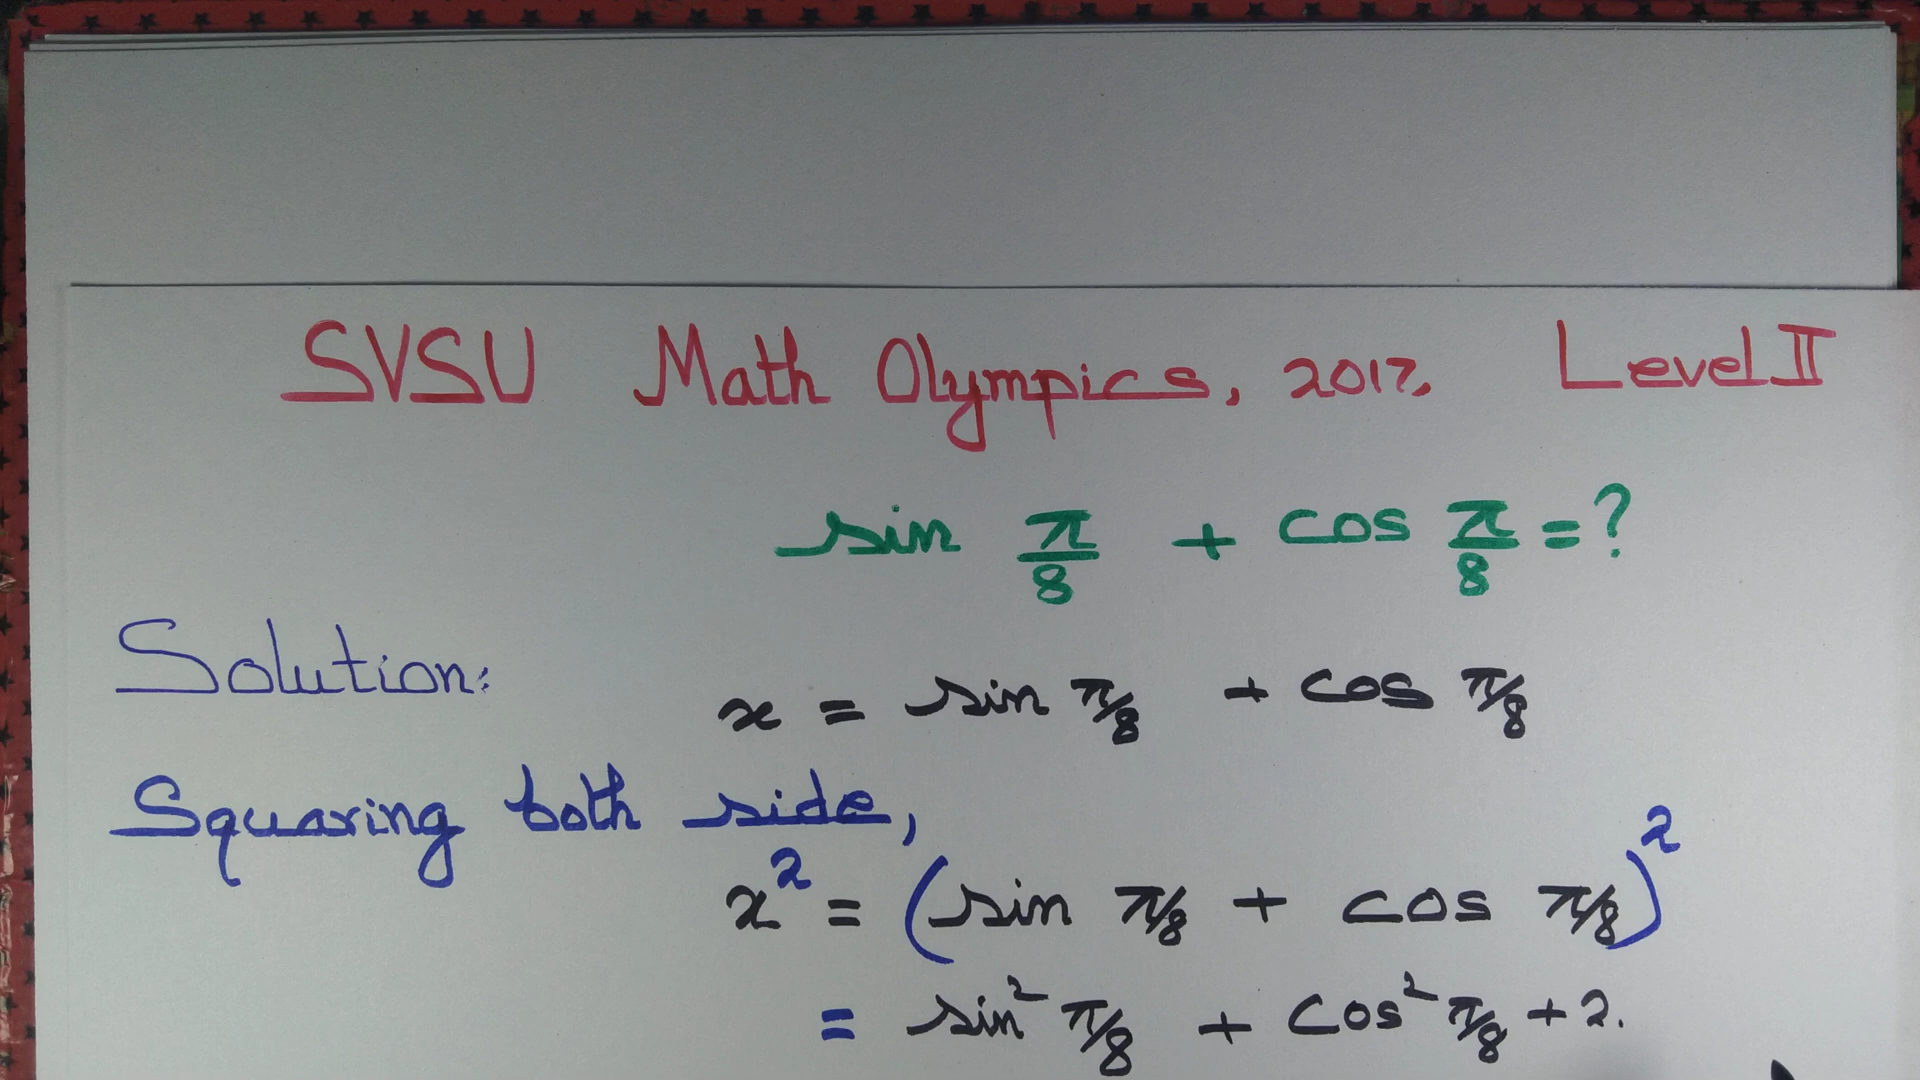 SVSU Math Olympics, 2017. Level II
sin π/8 + cos π/8 = ?
Solution:
x = sin π/8 + cos π/8
Squaring both side,
x² = (sin π/8 + cos π/8)²
= sin² π/8 + cos² π/8 + 2.